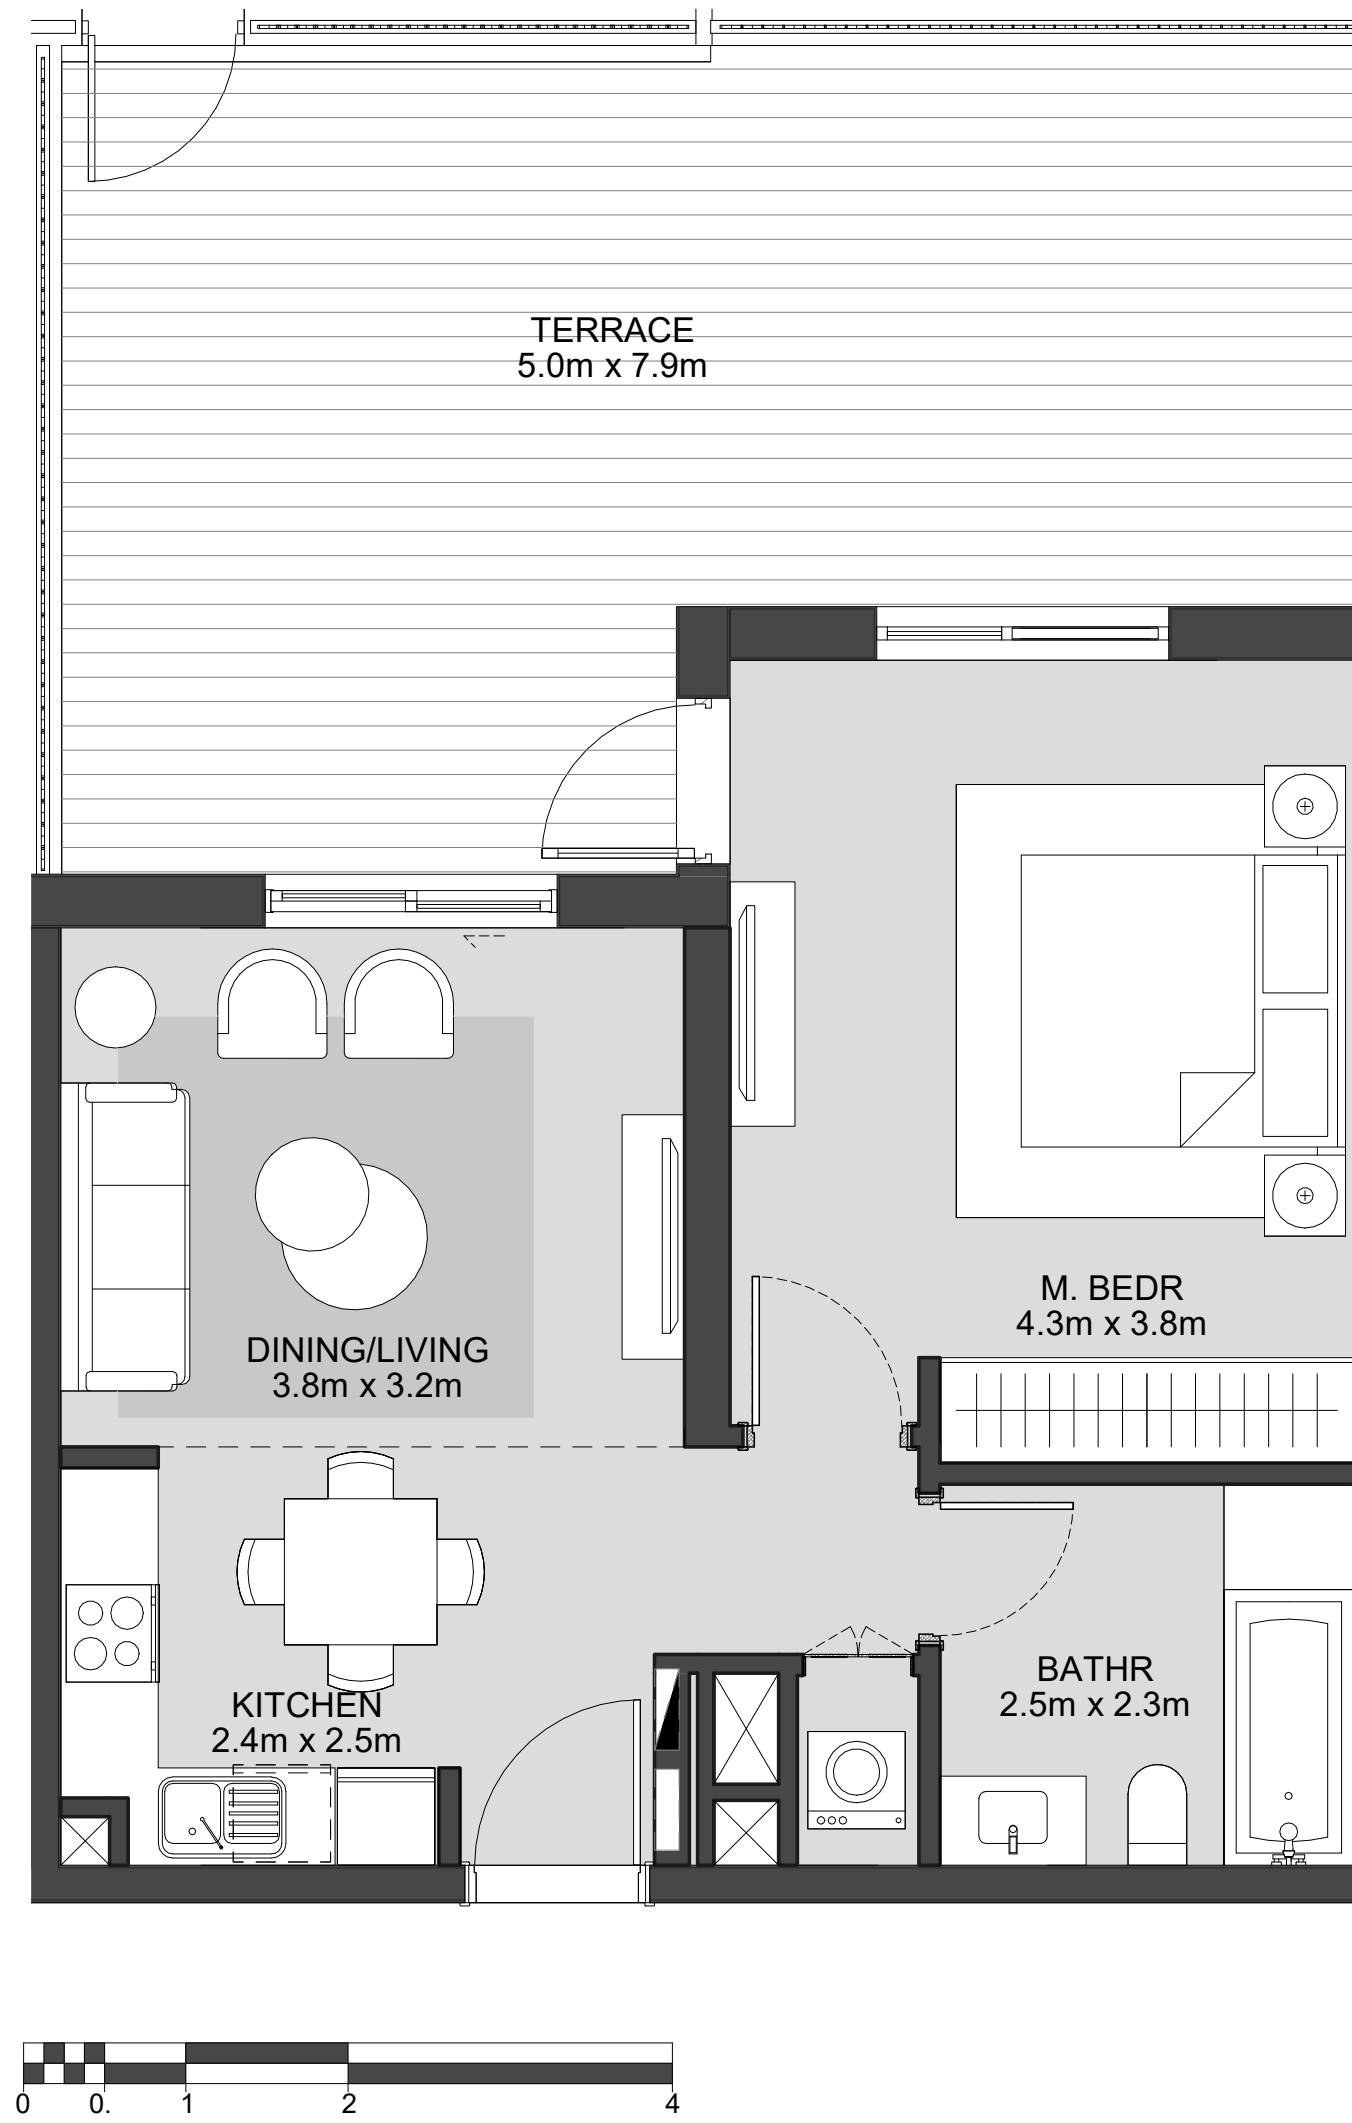 TERRACE
5.0m x 7.9m
M. BEDR
4.3m x 3.8m
DINING/LIVING
3.8m x 3.2m
BATHR
2.5m x 2.3m
KITCHEN
2.4m x 2.5m
0 0. 1 2 4